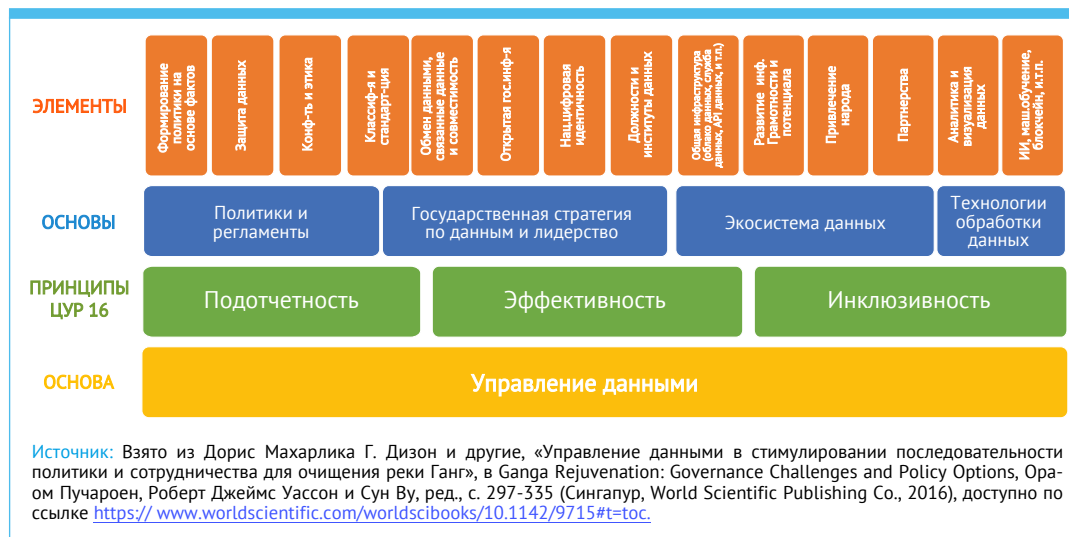 ЭЛЕМЕНТЫ
Формирование
политики на
основе фактов
Защита данных
Конф-ть и этика
Классиф-я и
стандарт-ция
Обмен данными,
связанные данные
и совместимость
Открытая гос.инф-я
Нац.цифровая
идентичность
Должности и
институты данных
Общая инфраструктура
(облако данных, служба
данных, API данных, и т.п.)
Развитие инф.
Грамотности и
потенциала
Привлечение
народа
Партнерства
Аналитика и
визуализация
данных
ИИ, маш.обучение,
блокчейн, и.т.п.
ОСНОВЫ
Политики и
регламенты
Государственная стратегия
по данным и лидерство
Экосистема данных
Технологии
обработки
данных
ПРИНЦИПЫ
ЦУР 16
Подотчетность
Эффективность
Инклюзивность
ОСНОВА
Управление данными
Источник: Взято из Дорис Махарлика Г. Дизон и другие, «Управление данными в стимулировании последовательности
политики и сотрудничества для очищения реки Ганг», в Ganga Rejuvenation: Governance Challenges and Policy Options, Ора-
ом Пучароен, Роберт Джеймс Уассон и Сун Ву, ред., с. 297-335 (Сингапур, World Scientific Publishing Co., 2016), доступно по
ссылке https:// www.worldscientific.com/worldscibooks/10.1142/9715#t=toc.